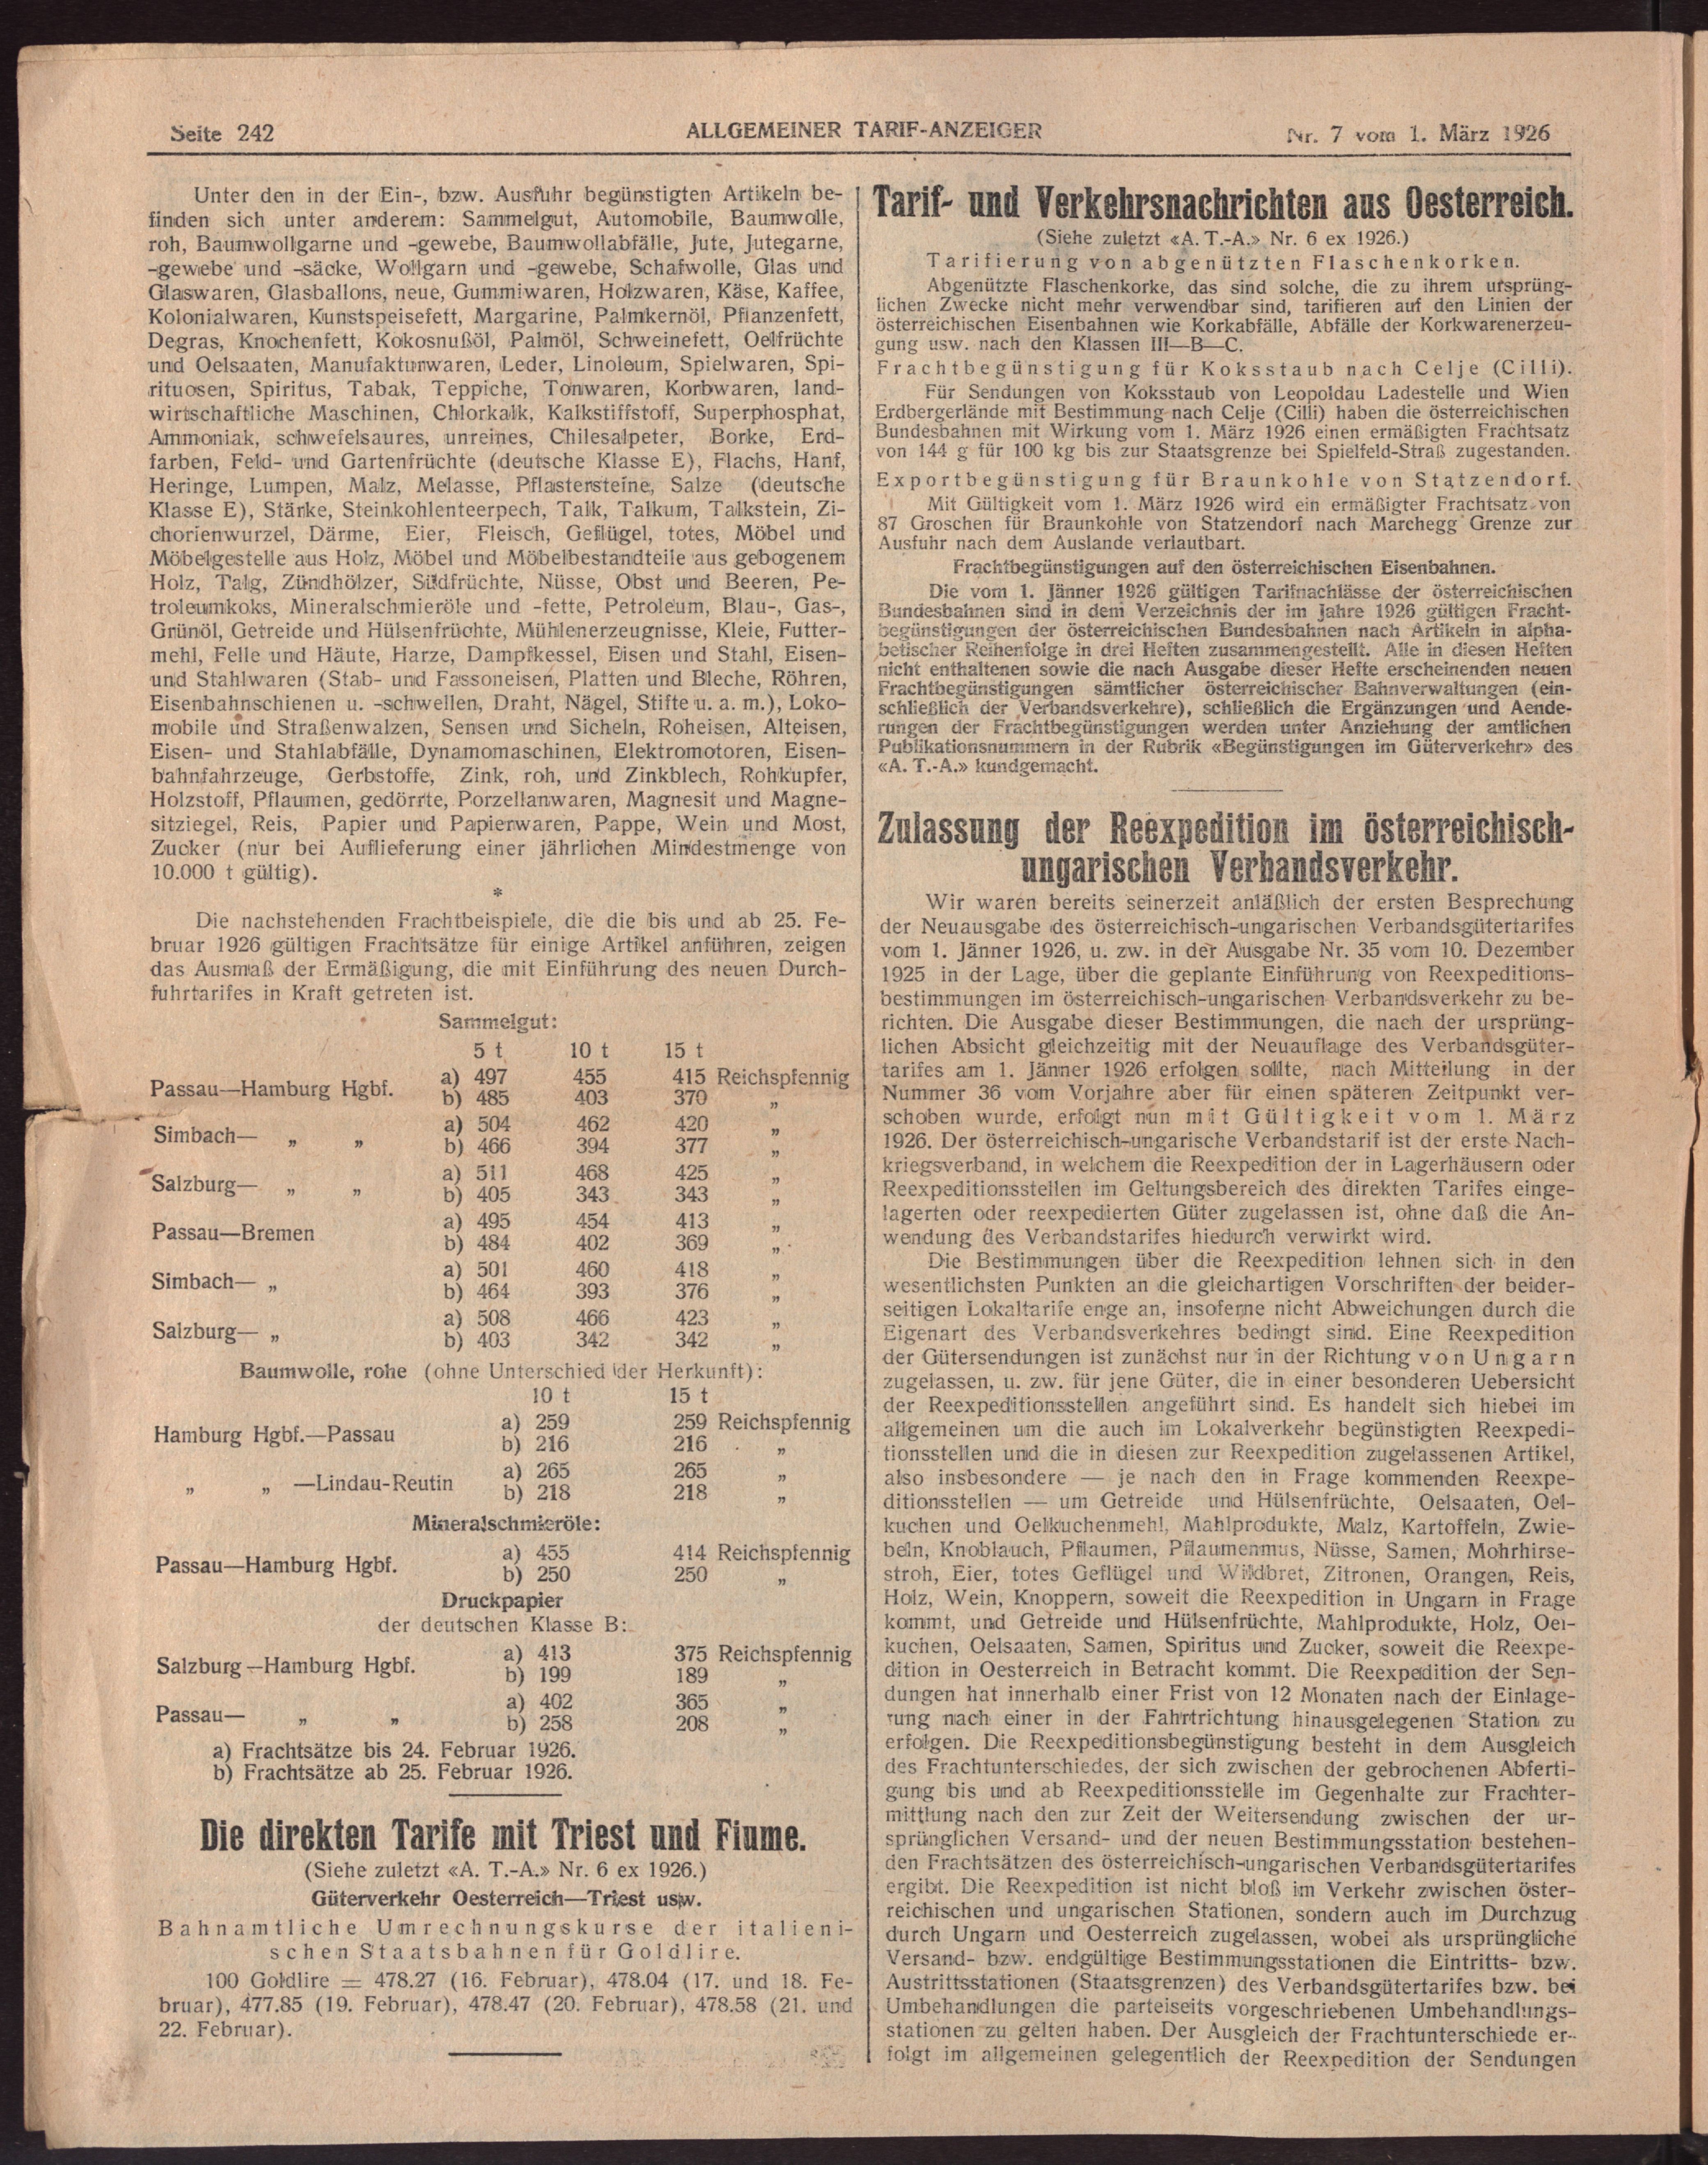 Seite 242
ALLGEMEINER TARIF-ANZEIGER
Nr. 7 vom 1. März 1926
Unter den in der Ein-, bzw. Ausfuhr begünstigten Artikeln be-
finden sich unter anderem: Sammelgut, Automobile, Baumwolle,
roh, Baumwollgarne und -gewebe, Baumwollabfälle, Jute, Jutegarne,
-gewebe und -säcke, Wollgarn und -gewebe, Schafwolle, Glas und
Glaswaren, Glasballons, neue, Gummiwaren, Holzwaren, Käse, Kaffee,
Kolonialwaren, Kunstspeisefett, Margarine, Palmkernöl, Pflanzenfett,
Degras, Knochenfett, Kokosnußöl, Palmöl, Schweinefett, Oelfrüchte
und Oelsaaten, Manufakturwaren, Leder, Linoleum, Spielwaren, Spi-
rituosen, Spiritus, Tabak, Teppiche, Tonwaren, Korbwaren, land-
wirtschaftliche Maschinen, Chlorkalk, Kalkstiffstoff, Superphosphat,
Ammoniak, schwefelsaures, unreines, Chilesalpeter, Borke, Erd-
farben, Feld- und Gartenfrüchte (deutsche Klasse E), Flachs, Hanf,
Heringe, Lumpen, Malz, Melasse, Pflastersteine, Salze (deutsche
Klasse E), Stärke, Steinkohlenteerpech, Talk, Talkum, Talkstein, Zi-
chorienwurzel, Därme, Eier, Fleisch, Geflügel, totes, Möbel und
Möbelgestelle aus Holz, Möbel und Möbelbestandteile aus gebogenem
Holz, Talg, Zündhölzer, Südfrüchte, Nüsse, Obst und Beeren, Pe-
troleumkoks, Mineralschmieröle und -fette, Petroleum, Blau-, Gas-,
Grünöl, Getreide und Hülsenfrüchte, Mühlenerzeugnisse, Kleie, Futter-
mehl, Felle und Häute, Harze, Dampfkessel, Eisen und Stahl, Eisen-
und Stahlwaren (Stab- und Fassoneisen, Platten und Bleche, Röhren,
Eisenbahnschienen u. -schwellen, Draht, Nägel, Stifte u. a. m.), Loko-
mobile und Straßenwalzen, Sensen und Sicheln, Roheisen, Alteisen,
Eisen- und Stahlabfälle, Dynamomaschinen, Elektromotoren, Eisen-
bahnfahrzeuge, Gerbstoffe, Zink, roh, und Zinkblech, Rohkupfer,
Holzstoff, Pflaumen, gedörrte, Porzellanwaren, Magnesit und Magne-
sitziegel, Reis, Papier und Papierwaren, Pappe, Wein und Most,
Zucker (nur bei Auflieferung einer jährlichen Mindestmenge von
10.000 t gültig).
*
Die nachstehenden Frachtbeispiele, die die bis und ab 25. Fe-
bruar 1926 gültigen Frachtsätze für einige Artikel anführen, zeigen
das Ausmaß der Ermäßigung, die mit Einführung des neuen Durch-
fuhrtarifes in Kraft getreten ist.
Sammelgut:
5 t 10 t 15 t
Passau—Hamburg Hgbf. a) 497 455 415 Reichspfennig
b) 485 403 370 „
Simbach— „ „ a) 504 462 420 „
b) 466 394 377 „
Salzburg— „ „ a) 511 468 425 „
b) 405 343 343 „
Passau—Bremen a) 495 454 413 „
b) 484 402 369 „
Simbach— „ a) 501 460 418 „
b) 464 393 376 „
Salzburg— „ a) 508 466 423 „
b) 403 342 342 „
Baumwolle, rohe (ohne Unterschied der Herkunft):
10 t 15 t
Hamburg Hgbf.—Passau a) 259 259 Reichspfennig
b) 216 216 „
„ „ —Lindau-Reutin a) 265 265 „
b) 218 218 „
Mineralschmieröle:
Passau—Hamburg Hgbf. a) 455 414 Reichspfennig
b) 250 250 „
Druckpapier
der deutschen Klasse B:
Salzburg—Hamburg Hgbf. a) 413 375 Reichspfennig
b) 199 189 „
Passau— „ „ a) 402 365 „
b) 258 208 „
a) Frachtsätze bis 24. Februar 1926.
b) Frachtsätze ab 25. Februar 1926.
Die direkten Tarife mit Triest und Fiume.
(Siehe zuletzt «A. T.-A.» Nr. 6 ex 1926.)
Güterverkehr Oesterreich—Triest usw.
Bahnamtliche Umrechnungskurse der italieni-
schen Staatsbahnen für Goldlire.
100 Goldlire = 478.27 (16. Februar), 478.04 (17. und 18. Fe-
bruar), 477.85 (19. Februar), 478.47 (20. Februar), 478.58 (21. und
22. Februar).
Tarif- und Verkehrsnachrichten aus Oesterreich.
(Siehe zuletzt «A. T.-A.» Nr. 6 ex 1926.)
Tarifierung von abgenützten Flaschenkorken.
Abgenützte Flaschenkorke, das sind solche, die zu ihrem ursprüng-
lichen Zwecke nicht mehr verwendbar sind, tarifieren auf den Linien der
österreichischen Eisenbahnen wie Korkabfälle, Abfälle der Korkwarenerzeu-
gung usw. nach den Klassen III—B—C.
Frachtbegünstigung für Koksstaub nach Celje (Cilli).
Für Sendungen von Koksstaub von Leopoldau Ladestelle und Wien
Erdbergerlände mit Bestimmung nach Celje (Cilli) haben die österreichischen
Bundesbahnen mit Wirkung vom 1. März 1926 einen ermäßigten Frachtsatz
von 144 g für 100 kg bis zur Staatsgrenze bei Spielfeld-Straß zugestanden.
Exportbegünstigung für Braunkohle von Statzendorf.
Mit Gültigkeit vom 1. März 1926 wird ein ermäßigter Frachtsatz von
87 Groschen für Braunkohle von Statzendorf nach Marchegg Grenze zur
Ausfuhr nach dem Auslande verlautbart.
Frachtbegünstigungen auf den österreichischen Eisenbahnen.
Die vom 1. Jänner 1926 gültigen Tarifnachlässe der österreichischen
Bundesbahnen sind in dem Verzeichnis der im Jahre 1926 gültigen Fracht-
begünstigungen der österreichischen Bundesbahnen nach Artikeln in alpha-
betischer Reihenfolge in drei Heften zusammengestellt. Alle in diesen Heften
nicht enthaltenen sowie die nach Ausgabe dieser Hefte erscheinenden neuen
Frachtbegünstigungen sämtlicher österreichischer Bahnverwaltungen (ein-
schließlich der Verbandsverkehre), schließlich die Ergänzungen und Aende-
rungen der Frachtbegünstigungen werden unter Anziehung der amtlichen
Publikationsnummern in der Rubrik «Begünstigungen im Güterverkehr» des
«A. T.-A.» kundgemacht.
Zulassung der Reexpedition im österreichisch-
ungarischen Verbandsverkehr.
Wir waren bereits seinerzeit anläßlich der ersten Besprechung
der Neuausgabe des österreichisch-ungarischen Verbandsgütertarifes
vom 1. Jänner 1926, u. zw. in der Ausgabe Nr. 35 vom 10. Dezember
1925 in der Lage, über die geplante Einführung von Reexpeditions-
bestimmungen im österreichisch-ungarischen Verbandsverkehr zu be-
richten. Die Ausgabe dieser Bestimmungen, die nach der ursprüng-
lichen Absicht gleichzeitig mit der Neuauflage des Verbandsgüter-
tarifes am 1. Jänner 1926 erfolgen sollte, nach Mitteilung in der
Nummer 36 vom Vorjahre aber für einen späteren Zeitpunkt ver-
schoben wurde, erfolgt nun mit Gültigkeit vom 1. März
1926. Der österreichisch-ungarische Verbandstarif ist der erste Nach-
kriegsverband, in welchem die Reexpedition der in Lagerhäusern oder
Reexpeditionsstellen im Geltungsbereich des direkten Tarifes einge-
lagerten oder reexpedierten Güter zugelassen ist, ohne daß die An-
wendung des Verbandstarifes hiedurch verwirkt wird.
Die Bestimmungen über die Reexpedition lehnen sich in den
wesentlichsten Punkten an die gleichartigen Vorschriften der beider-
seitigen Lokaltarife enge an, insoferne nicht Abweichungen durch die
Eigenart des Verbandsverkehres bedingt sind. Eine Reexpedition
der Gütersendungen ist zunächst nur in der Richtung von Ungarn
zugelassen, u. zw. für jene Güter, die in einer besonderen Uebersicht
der Reexpeditionsstellen angeführt sind. Es handelt sich hiebei im
allgemeinen um die auch im Lokalverkehr begünstigten Reexpedi-
tionsstellen und die in diesen zur Reexpedition zugelassenen Artikel,
also insbesondere — je nach den in Frage kommenden Reexpe-
ditionsstellen — um Getreide und Hülsenfrüchte, Oelsaaten, Oel-
kuchen und Oelkuchenmehl, Mahlprodukte, Malz, Kartoffeln, Zwie-
beln, Knoblauch, Pflaumen, Pflaumenmus, Nüsse, Samen, Mohrhirse-
stroh, Eier, totes Geflügel und Wildbret, Zitronen, Orangen, Reis,
Holz, Wein, Knoppern, soweit die Reexpedition in Ungarn in Frage
kommt, und Getreide und Hülsenfrüchte, Mahlprodukte, Holz, Oel-
kuchen, Oelsaaten, Samen, Spiritus und Zucker, soweit die Reexpe-
dition in Oesterreich in Betracht kommt. Die Reexpedition der Sen-
dungen hat innerhalb einer Frist von 12 Monaten nach der Einlage-
rung nach einer in der Fahrtrichtung hinausgelegenen Station zu
erfolgen. Die Reexpeditionsbegünstigung besteht in dem Ausgleich
des Frachtunterschiedes, der sich zwischen der gebrochenen Abferti-
gung bis und ab Reexpeditionsstelle im Gegenhalte zur Frachter-
mittlung nach den zur Zeit der Weitersendung zwischen der ur-
sprünglichen Versand- und der neuen Bestimmungsstation bestehen-
den Frachtsätzen des österreichisch-ungarischen Verbandsgütertarifes
ergibt. Die Reexpedition ist nicht bloß im Verkehr zwischen öster-
reichischen und ungarischen Stationen, sondern auch im Durchzug
durch Ungarn und Oesterreich zugelassen, wobei als ursprüngliche
Versand- bzw. endgültige Bestimmungsstationen die Eintritts- bzw.
Austrittsstationen (Staatsgrenzen) des Verbandsgütertarifes bzw. bei
Umbehandlungen die parteiseits vorgeschriebenen Umbehandlungs-
stationen zu gelten haben. Der Ausgleich der Frachtunterschiede er-
folgt im allgemeinen gelegentlich der Reexpedition der Sendungen